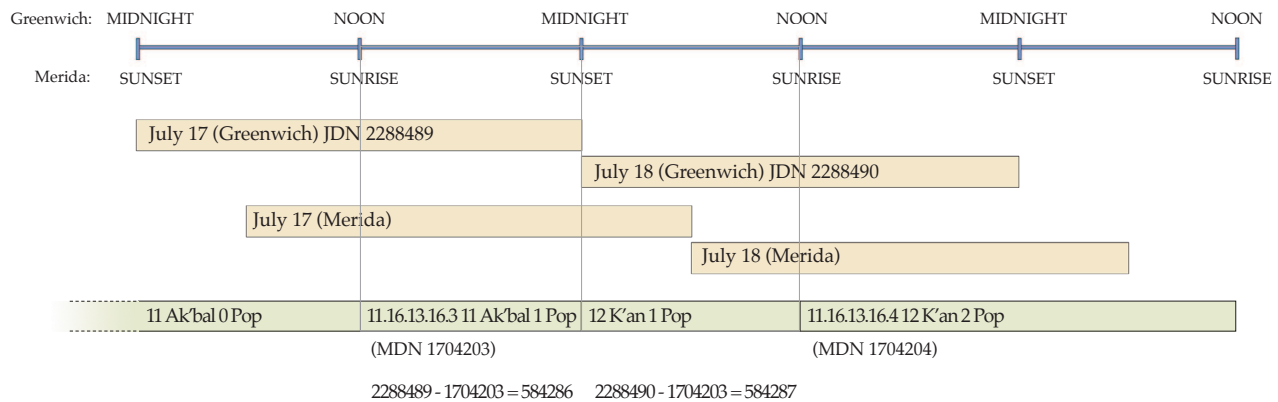 Greenwich: MIDNIGHT NOON MIDNIGHT NOON MIDNIGHT NOON
Merida: SUNSET SUNRISE SUNSET SUNRISE SUNSET SUNRISE
July 17 (Greenwich) JDN 2288489
July 18 (Greenwich) JDN 2288490
July 17 (Merida)
July 18 (Merida)
11 Ak'bal 0 Pop 11.16.13.16.3 11 Ak'bal 1 Pop 12 K'an 1 Pop 11.16.13.16.4 12 K'an 2 Pop
(MDN 1704203) (MDN 1704204)
2288489 - 1704203 = 584286 2288490 - 1704203 = 584287